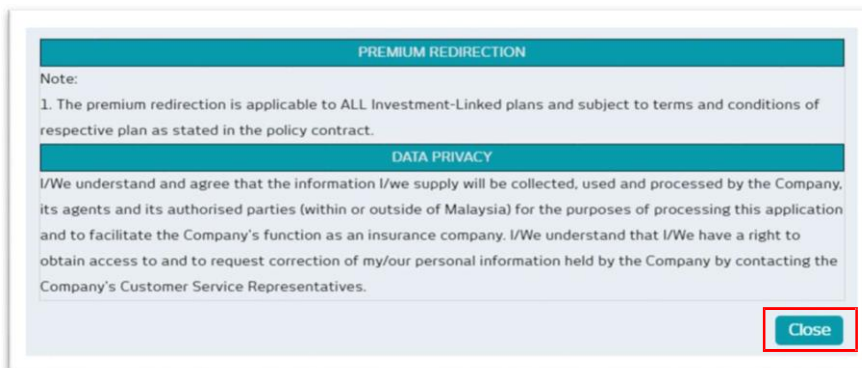 PREMIUM REDIRECTION
Note:
1. The premium redirection is applicable to ALL Investment-Linked plans and subject to terms and conditions of
respective plan as stated in the policy contract.
DATA PRIVACY
I/We understand and agree that the information I/we supply will be collected, used and processed by the Company,
its agents and its authorised parties (within or outside of Malaysia) for the purposes of processing this application
and to facilitate the Company's function as an insurance company. I/We understand that I/We have a right to
obtain access to and to request correction of my/our personal information held by the Company by contacting the
Company's Customer Service Representatives.
Close